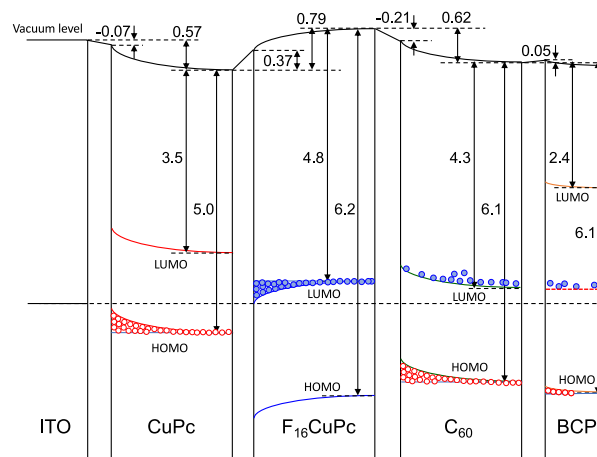 Vacuum level
-0.07
0.57
0.79
0.37
-0.21
0.62
0.05
3.5
5.0
4.8
6.2
4.3
6.1
2.4
6.1
LUMO
LUMO
LUMO
LUMO
HOMO
HOMO
HOMO
HOMO
ITO
CuPc
F₁₆CuPc
C₆₀
BCP